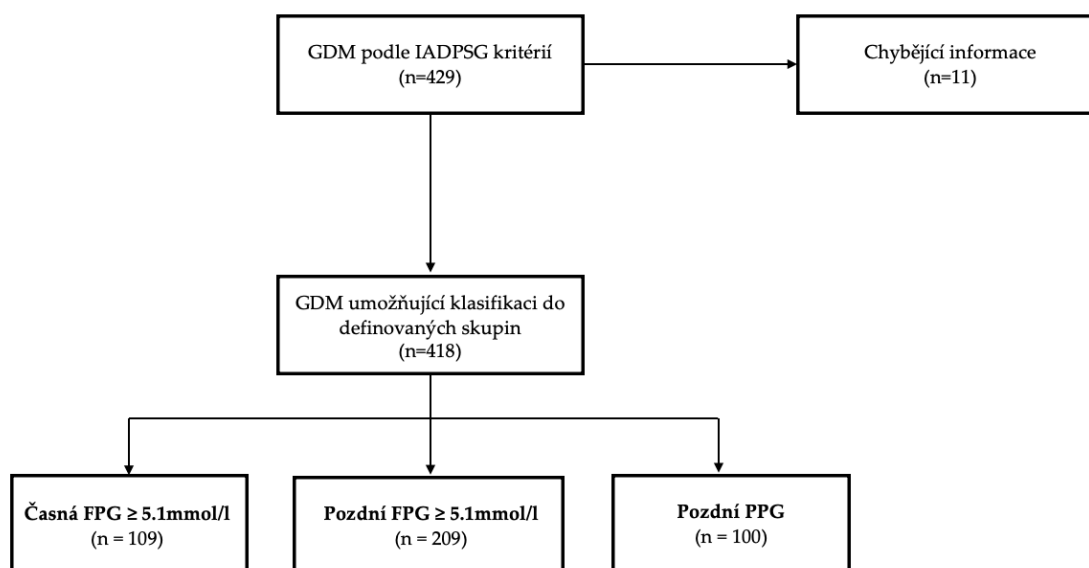 GDM podle IADPSG kritérií
(n=429)
Chybějící informace
(n=11)
GDM umožňující klasifikaci do
definovaných skupin
(n=418)
Časná FPG ≥ 5.1mmol/l
(n = 109)
Pozdní FPG ≥ 5.1mmol/l
(n = 209)
Pozdní PPG
(n = 100)